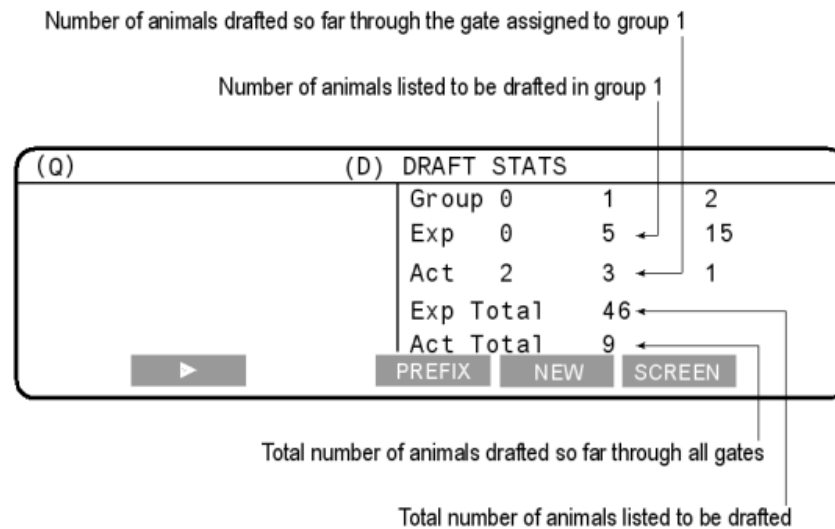 Number of animals drafted so far through the gate assigned to group 1
Number of animals listed to be drafted in group 1
(Q) (D) DRAFT STATS
Group 0 1 2
Exp 0 5 15
Act 2 3 1
Exp Total 46
Act Total 9
PREFIX NEW SCREEN
Total number of animals drafted so far through all gates
Total number of animals listed to be drafted